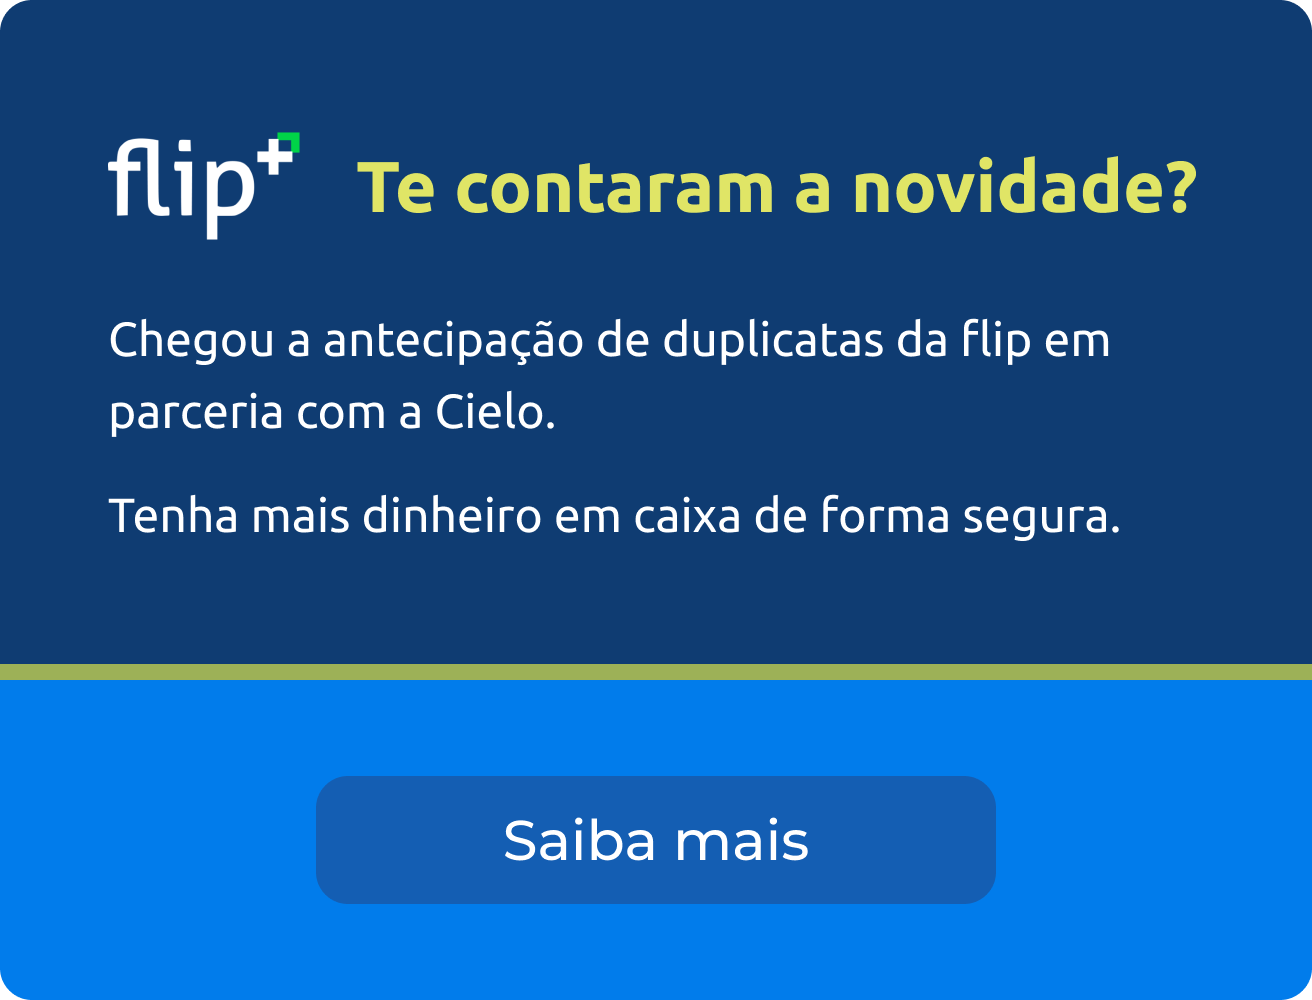 flip+ Te contaram a novidade?
Chegou a antecipação de duplicatas da flip em
parceria com a Cielo.
Tenha mais dinheiro em caixa de forma segura.
Saiba mais